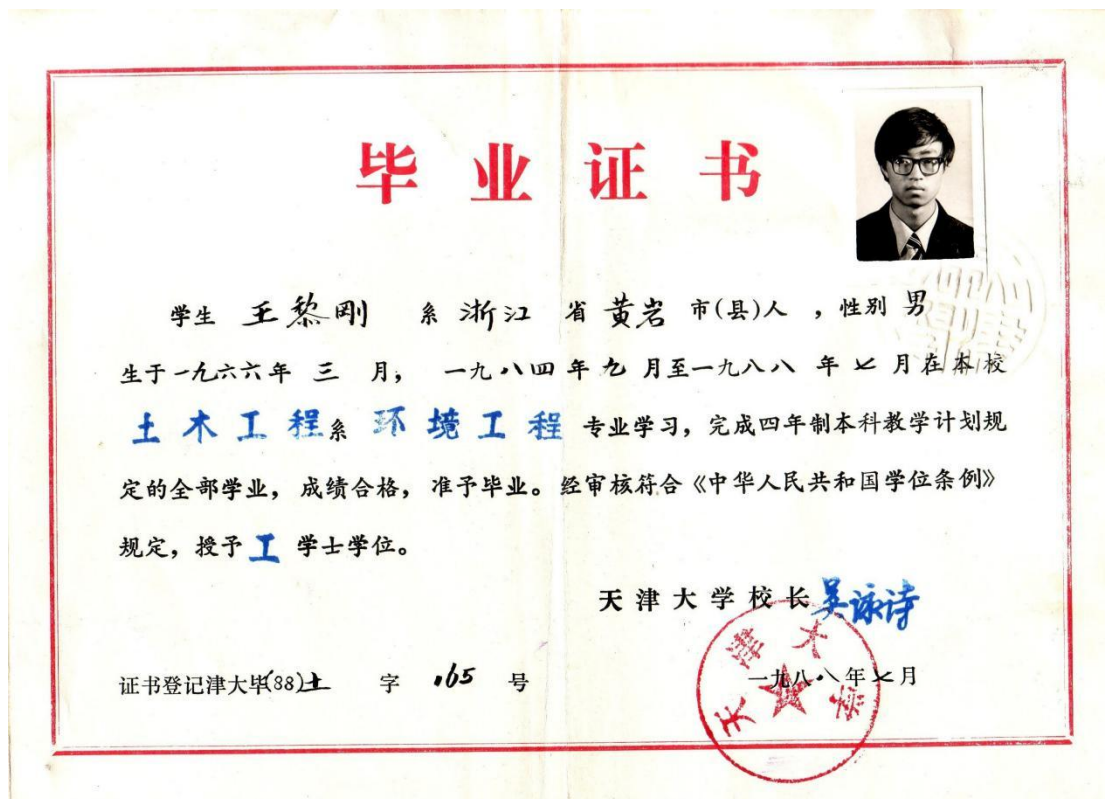 毕业证书
学生 王黎刚 系 浙江 省 黄岩 市(县)人 ，性别 男
生于一九六六年 三 月， 一九八四年九月至一九八八 年七月在本校
土木工程系 环境工程 专业学习，完成四年制本科教学计划规
定的全部学业，成绩合格，准予毕业。经审核符合《中华人民共和国学位条例》
规定，授予 工 学士学位。
天津大学校长 吴咏诗
天津大学
证书登记津大毕(88)土 字 165 号
一九八八年七月